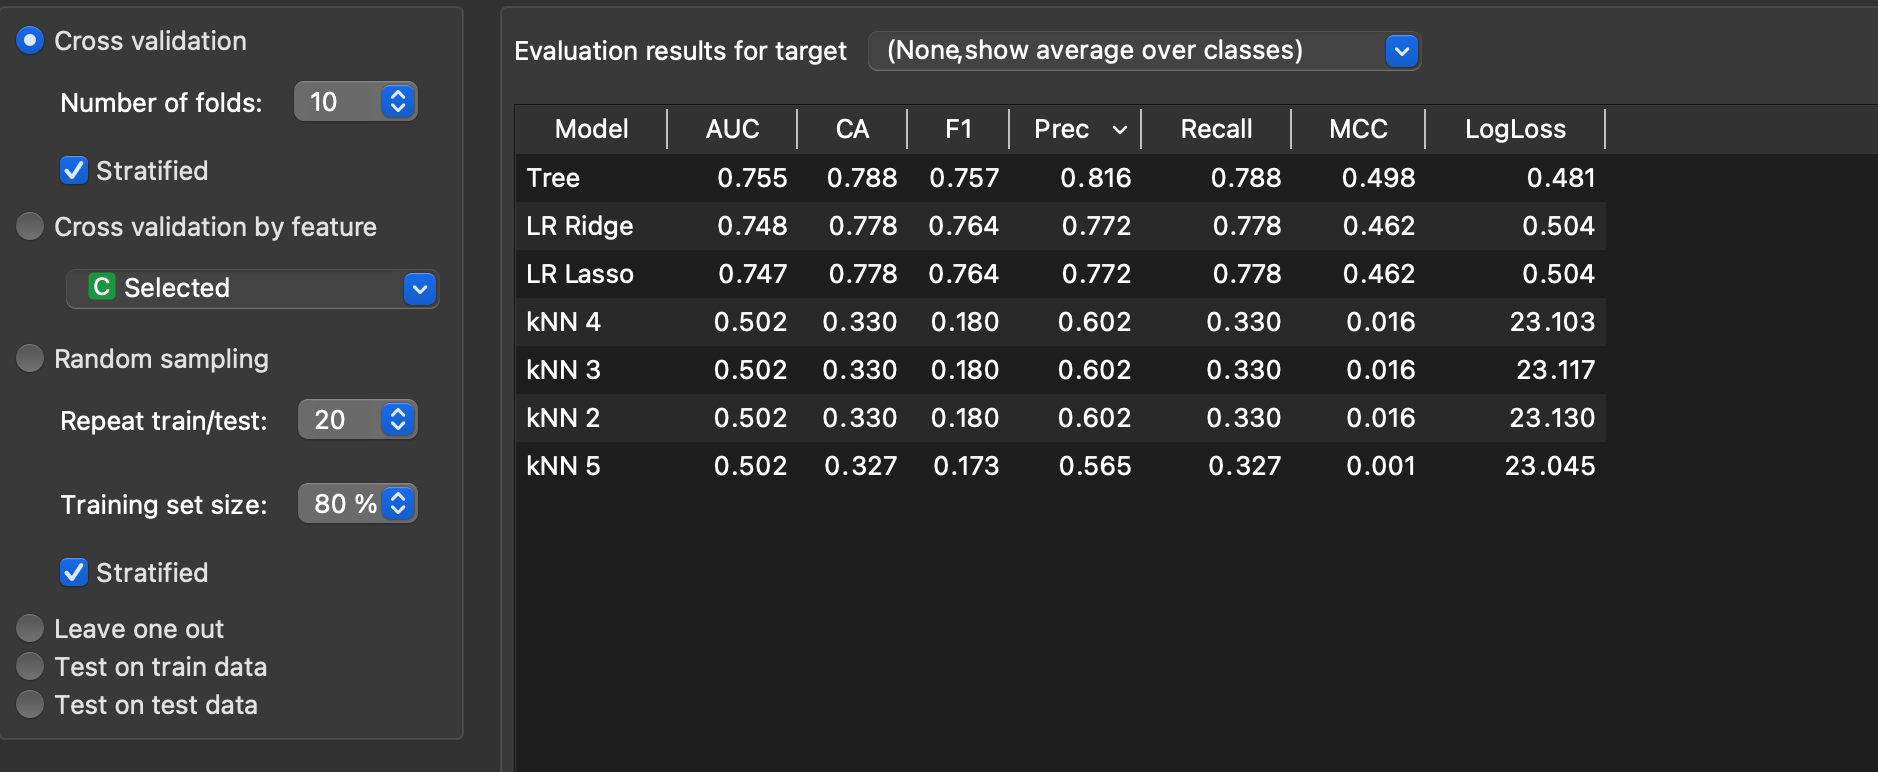 Cross validation
Number of folds: 10
Stratified
Cross validation by feature
C Selected
Random sampling
Repeat train/test: 20
Training set size: 80 %
Stratified
Leave one out
Test on train data
Test on test data
Evaluation results for target (None,show average over classes)
Model AUC CA F1 Prec Recall MCC LogLoss
Tree 0.755 0.788 0.757 0.816 0.788 0.498 0.481
LR Ridge 0.748 0.778 0.764 0.772 0.778 0.462 0.504
LR Lasso 0.747 0.778 0.764 0.772 0.778 0.462 0.504
kNN 4 0.502 0.330 0.180 0.602 0.330 0.016 23.103
kNN 3 0.502 0.330 0.180 0.602 0.330 0.016 23.117
kNN 2 0.502 0.330 0.180 0.602 0.330 0.016 23.130
kNN 5 0.502 0.327 0.173 0.565 0.327 0.001 23.045